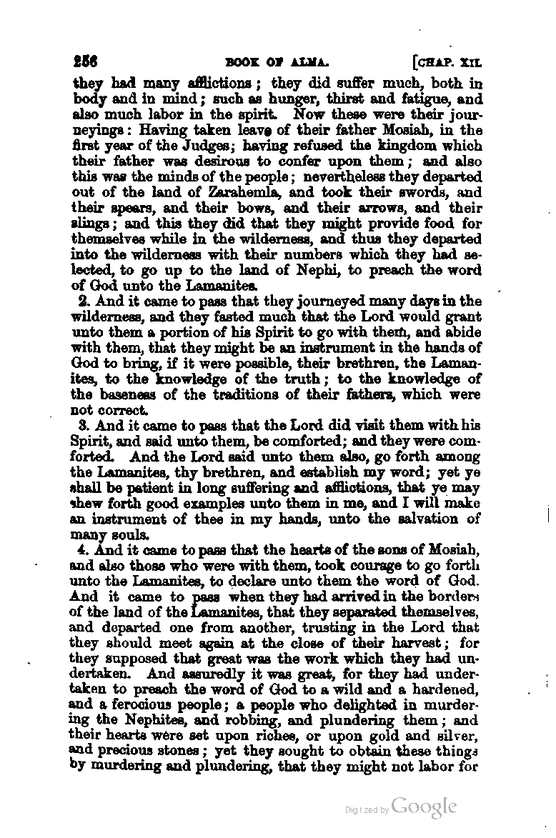 256 BOOK OF ALMA. [CHAP. XII.
they had many afflictions; they did suffer much, both in
body and in mind; such as hunger, thirst and fatigue, and
also much labor in the spirit. Now these were their jour-
neyings: Having taken leave of their father Mosiah, in the
first year of the Judges; having refused the kingdom which
their father was desirous to confer upon them; and also
this was the minds of the people; nevertheless they departed
out of the land of Zarahemla, and took their swords, and
their spears, and their bows, and their arrows, and their
slings; and this they did that they might provide food for
themselves while in the wilderness, and thus they departed
into the wilderness with their numbers which they had se-
lected, to go up to the land of Nephi, to preach the word
of God unto the Lamanites.
2. And it came to pass that they journeyed many days in the
wilderness, and they fasted much that the Lord would grant
unto them a portion of his Spirit to go with them, and abide
with them, that they might be an instrument in the hands of
God to bring, if it were possible, their brethren, the Laman-
ites, to the knowledge of the truth; to the knowledge of
the baseness of the traditions of their fathers, which were
not correct.
3. And it came to pass that the Lord did visit them with his
Spirit, and said unto them, be comforted; and they were com-
forted. And the Lord said unto them also, go forth among
the Lamanites, thy brethren, and establish my word; yet ye
shall be patient in long suffering and afflictions, that ye may
shew forth good examples unto them in me, and I will make
an instrument of thee in my hands, unto the salvation of
many souls.
4. And it came to pass that the hearts of the sons of Mosiah,
and also those who were with them, took courage to go forth
unto the Lamanites, to declare unto them the word of God.
And it came to pass when they had arrived in the borders
of the land of the Lamanites, that they separated themselves,
and departed one from another, trusting in the Lord that
they should meet again at the close of their harvest; for
they supposed that great was the work which they had un-
dertaken. And assuredly it was great, for they had under-
taken to preach the word of God to a wild and a hardened,
and a ferocious people; a people who delighted in murder-
ing the Nephites, and robbing, and plundering them; and
their hearts were set upon riches, or upon gold and silver,
and precious stones; yet they sought to obtain these things
by murdering and plundering, that they might not labor for
Digitized by Google